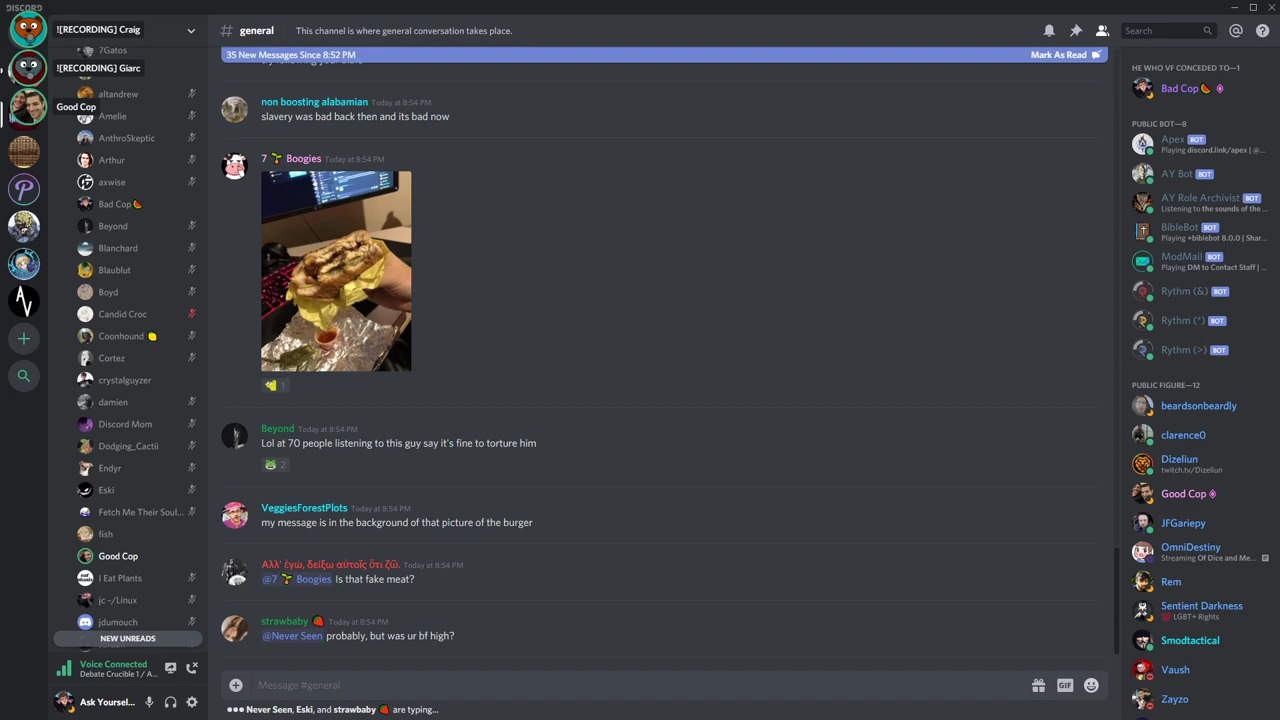 DISCORD
![RECORDING] Craig
![RECORDING] Giarc
Good Cop
7Gatos
altandrew
Amelie
AnthroSkeptic
Arthur
axwise
Bad Cop
Beyond
Blanchard
Blaublut
Boyd
Candid Croc
Coonhound
Cortez
crystalguyzer
damien
Discord Mom
Dodging_Cactii
Endyr
Eski
Fetch Me Their Soul...
fish
Good Cop
I Eat Plants
jc ~/Linux
jdumouch
NEW UNREADS
Voice Connected
Debate Crucible 1 / A...
Ask Yoursel...
# general
This channel is where general conversation takes place.
Search
35 New Messages Since 8:52 PM
Mark As Read
non boosting alabamian Today at 8:54 PM
slavery was bad back then and its bad now
7 Boogies Today at 8:54 PM
1
Beyond Today at 8:54 PM
Lol at 70 people listening to this guy say it's fine to torture him
2
VeggiesForestPlots Today at 8:54 PM
my message is in the background of that picture of the burger
Αλλ' ἐγώ, δείξω αὐτοῖς ὅτι ζῶ. Today at 8:54 PM
@7 Boogies Is that fake meat?
strawbaby Today at 8:54 PM
@Never Seen probably, but was ur bf high?
Message #general
GIF
Never Seen, Eski, and strawbaby are typing...
HE WHO VF CONCEDED TO—1
Bad Cop
PUBLIC BOT—8
Apex BOT
Playing discord.link/apex | @...
AY Bot BOT
AY Role Archivist BOT
Listening to the sounds of the ...
BibleBot BOT
Playing +biblebot 8.0.0 | Shar...
ModMail BOT
Playing DM to Contact Staff | ...
Rythm (&) BOT
Rythm (*) BOT
Rythm (>) BOT
PUBLIC FIGURE—12
beardsonbeardly
clarence0
Dizeliun
twitch.tv/Dizeliun
Good Cop
JFGariepy
OmniDestiny
Streaming Of Dice and Me...
Rem
Sentient Darkness
LGBT+ Rights
Smodtactical
Vaush
Zayzo